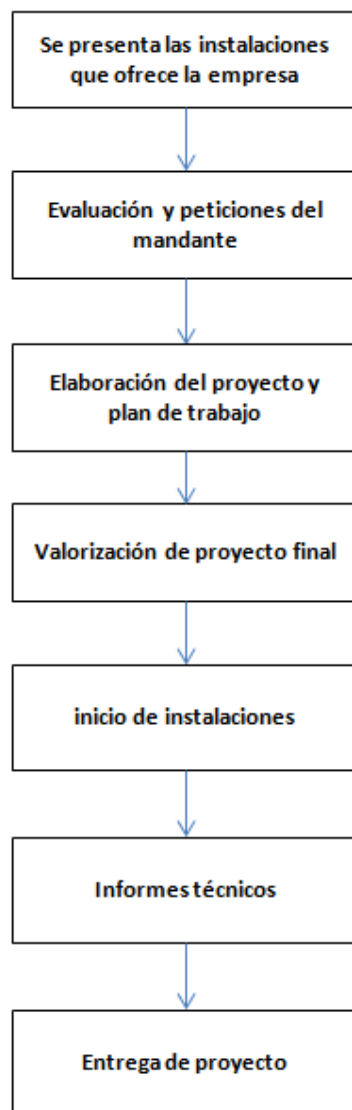 Se presenta las instalaciones
que ofrece la empresa
Evaluación y peticiones del
mandante
Elaboración del proyecto y
plan de trabajo
Valorización de proyecto final
inicio de instalaciones
Informes técnicos
Entrega de proyecto